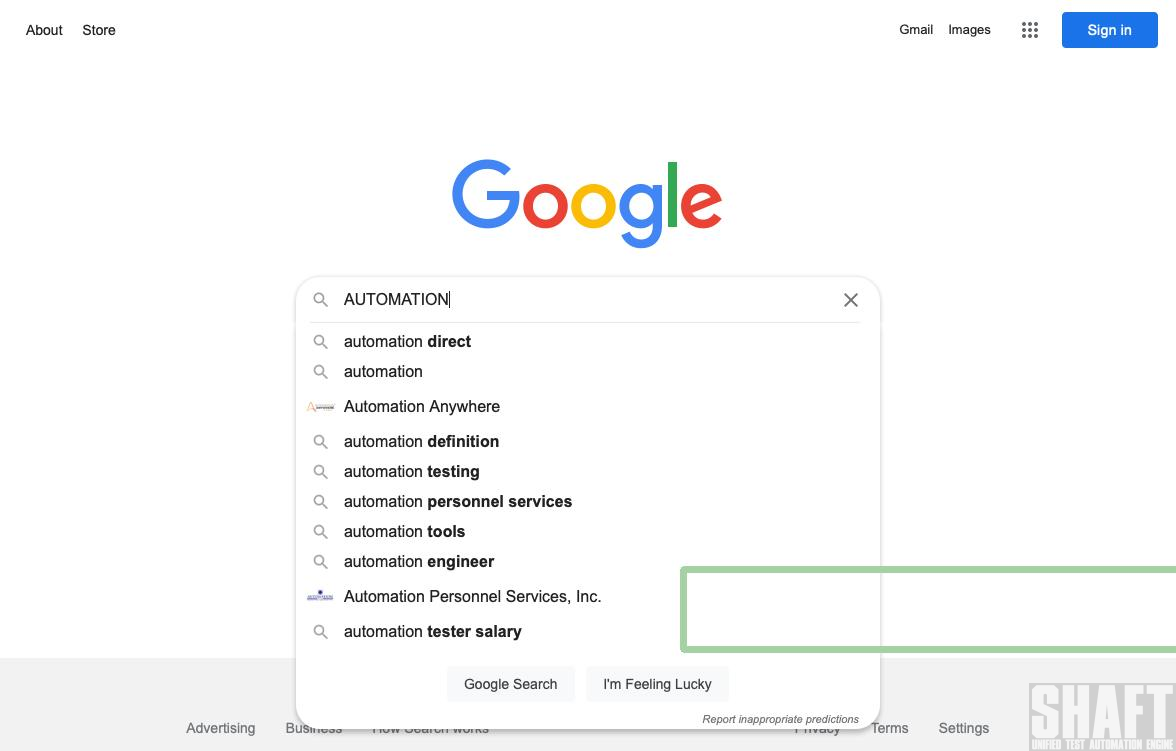 About Store Gmail Images Sign in
Google
AUTOMATION
automation direct
automation
Automation Anywhere
automation definition
automation testing
automation personnel services
automation tools
automation engineer
Automation Personnel Services, Inc.
automation tester salary
Google Search I'm Feeling Lucky
Report inappropriate predictions
Advertising Business How Search works Privacy Terms Settings
SHAFT
UNIFIED TEST AUTOMATION ENGINE